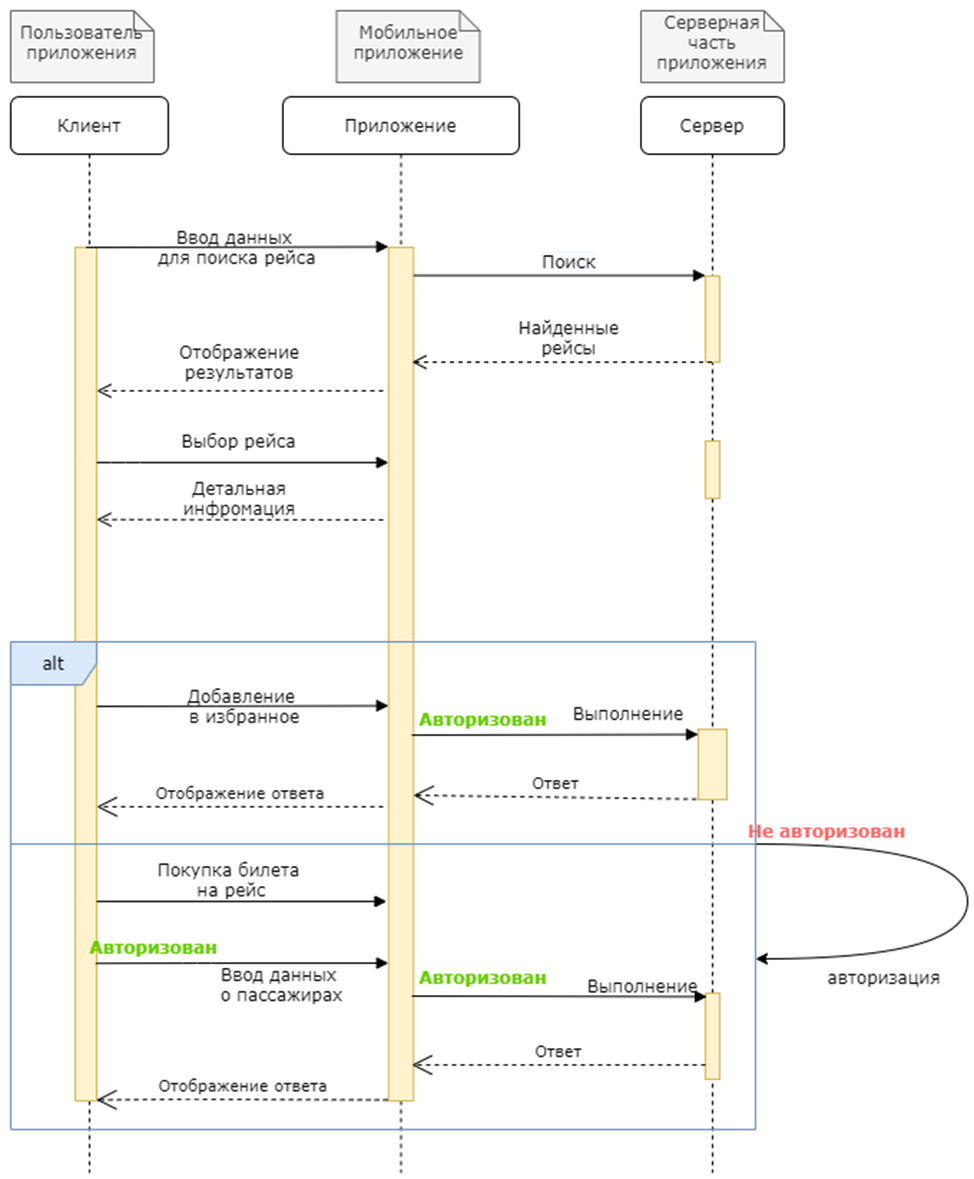 Пользователь
приложения
Мобильное
приложение
Серверная
часть
приложения
Клиент
Приложение
Сервер
Ввод данных
для поиска рейса
Поиск
Найденные
рейсы
Отображение
результатов
Выбор рейса
Детальная
инфромация
alt
Добавление
в избранное
Авторизован
Выполнение
Ответ
Отображение ответа
Не авторизован
Покупка билета
на рейс
Авторизован
Ввод данных
о пассажирах
Авторизован
Выполнение
авторизация
Ответ
Отображение ответа